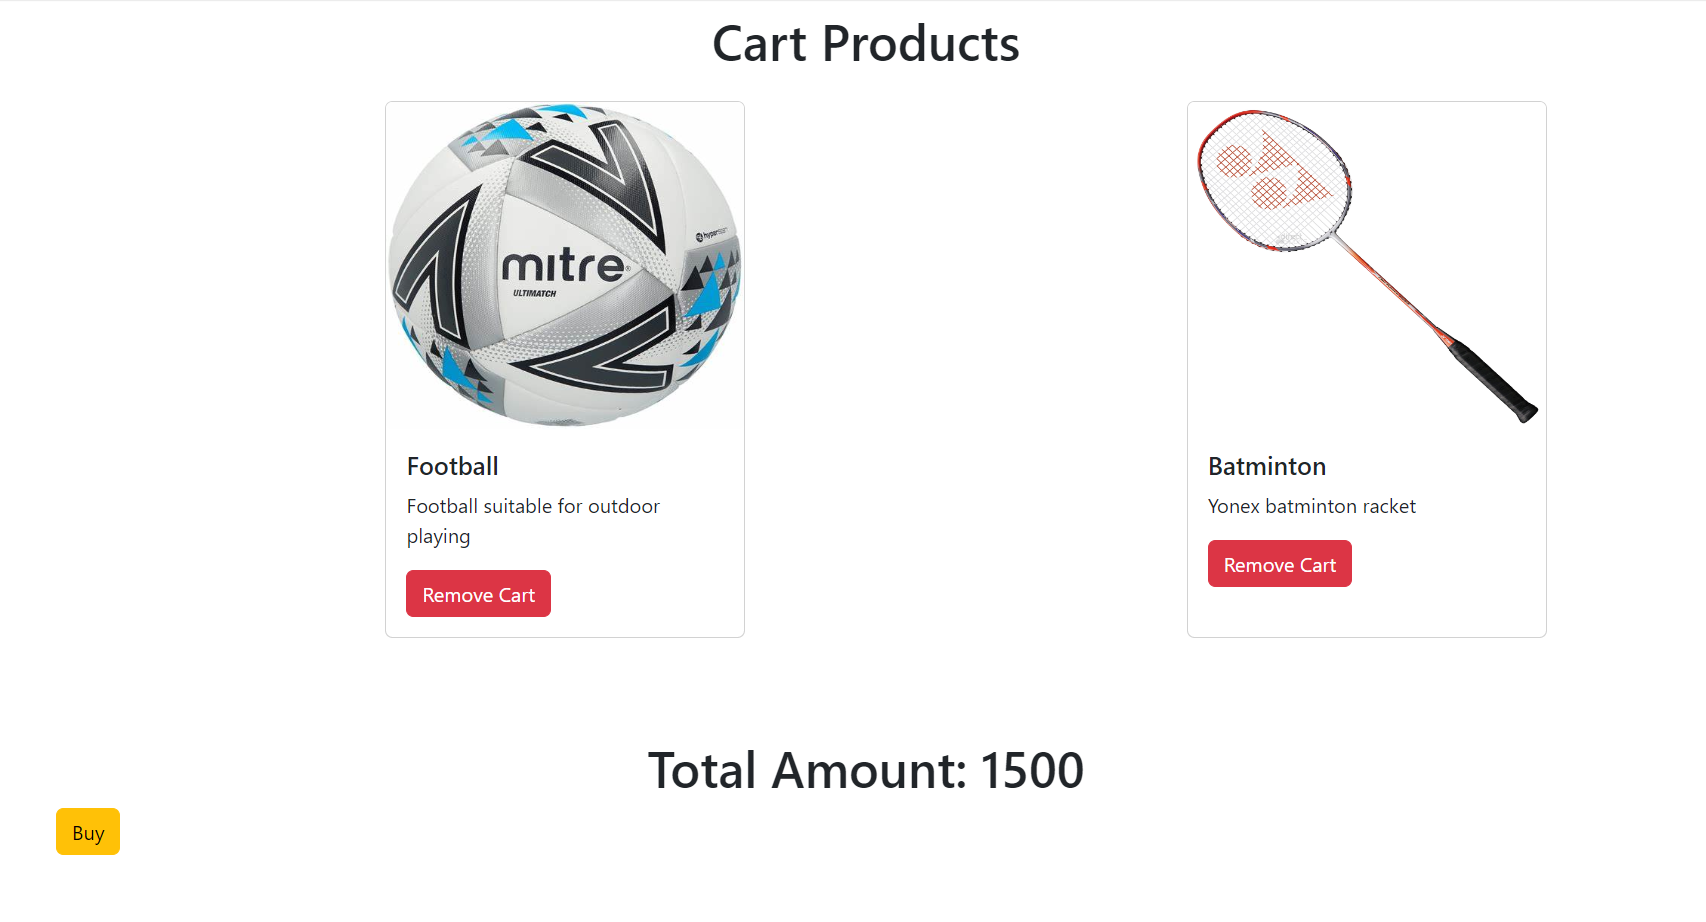 Cart Products
mitre
ULTIMATCH
Football
Football suitable for outdoor
playing
Remove Cart
Batminton
Yonex batminton racket
Remove Cart
Total Amount: 1500
Buy